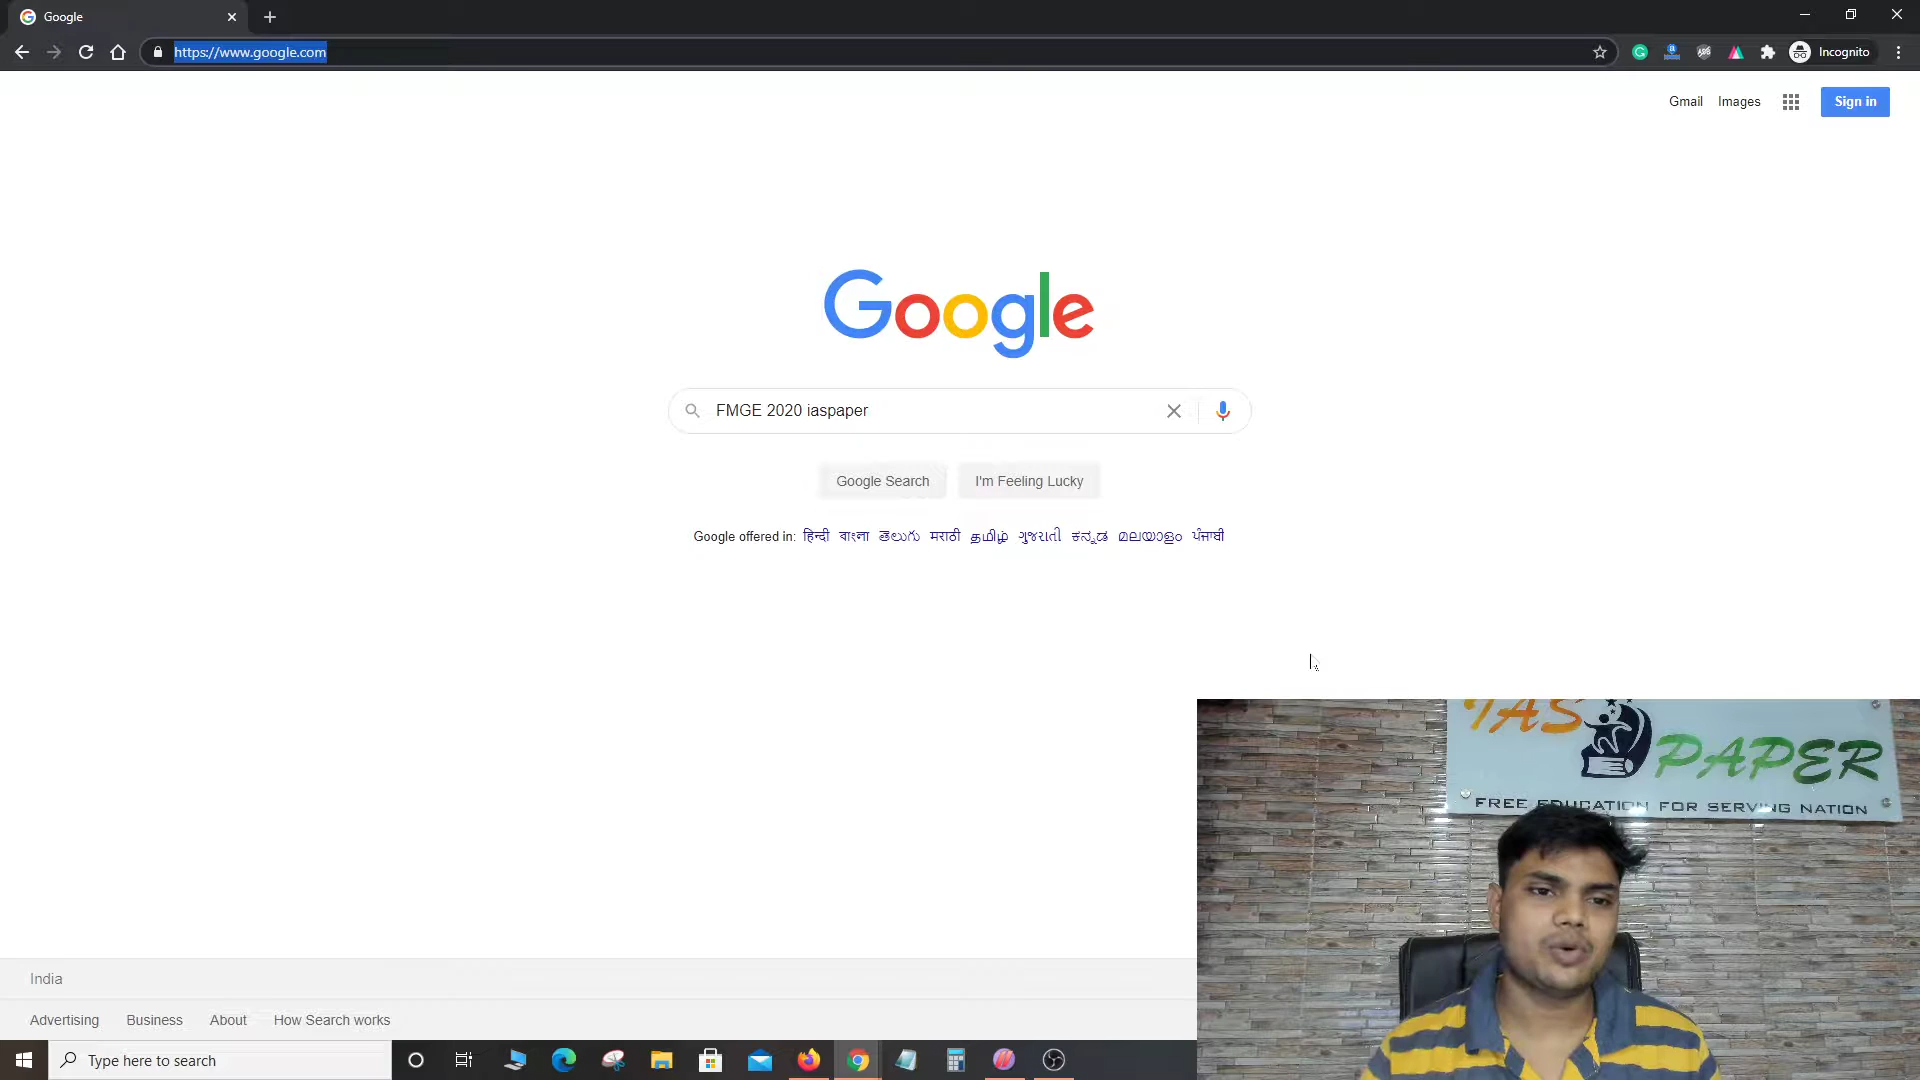 Google
https://www.google.com
Incognito
Gmail
Images
Sign in
Google
FMGE 2020 iaspaper
Google Search
I'm Feeling Lucky
Google offered in: हिन्दी বাংলা తెలుగు मराठी தமிழ் ગુજરાતી ಕನ್ನಡ മലയാളം ਪੰਜਾਬੀ
IAS
PAPER
FREE EDUCATION FOR SERVING NATION
India
Advertising Business About How Search works
Type here to search